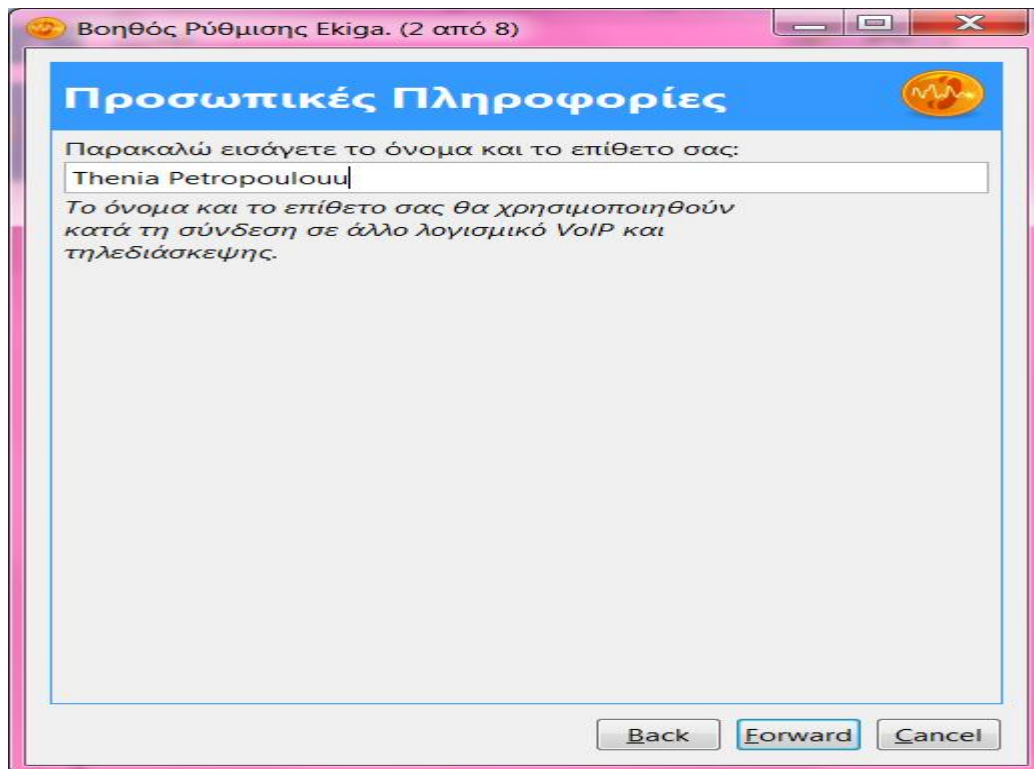 Βοηθός Ρύθμισης Ekiga. (2 από 8)
Προσωπικές Πληροφορίες
Παρακαλώ εισάγετε το όνομα και το επίθετο σας:
Thenia Petropoulouu
Το όνομα και το επίθετο σας θα χρησιμοποιηθούν
κατά τη σύνδεση σε άλλο λογισμικό VoIP και
τηλεδιάσκεψης.
Back Forward Cancel